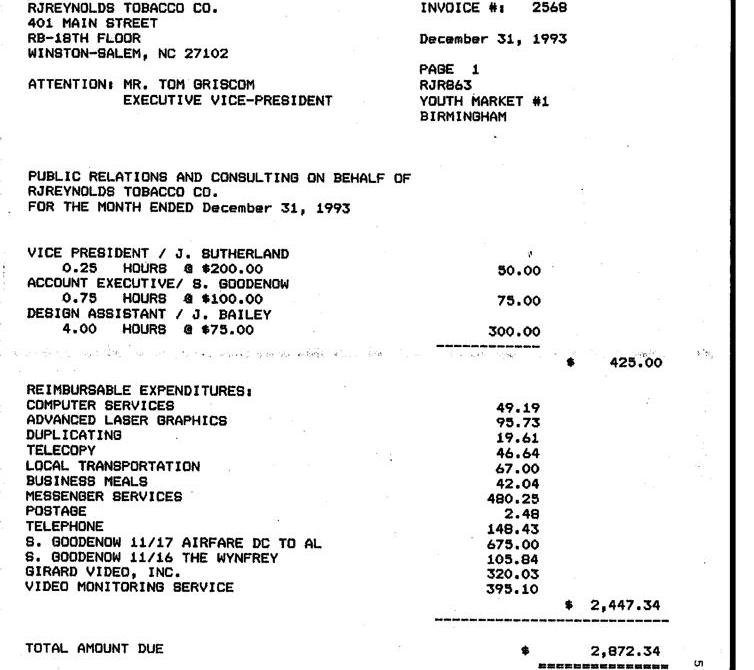 RJREYNOLDS TOBACCO CO.
INVOICE #: 2568
401 MAIN STREET
RB-18TH FLOOR
December 31, 1993
WINSTON-SALEM, NC 27102
PAGE 1
ATTENTION: MR. TOM GRISCOM
RJR863
EXECUTIVE VICE-PRESIDENT
YOUTH MARKET #1
BIRMINGHAM
PUBLIC RELATIONS AND CONSULTING ON BEHALF OF
RJREYNOLDS TOBACCO CO.
FOR THE MONTH ENDED December 31, 1993
VICE PRESIDENT / J. SUTHERLAND
0.25 HOURS @ $200.00 50.00
ACCOUNT EXECUTIVE/ S. GOODENOW
0.75 HOURS @ $100.00 75.00
DESIGN ASSISTANT / J. BAILEY
4.00 HOURS @ $75.00 300.00
$ 425.00
REIMBURSABLE EXPENDITURES:
COMPUTER SERVICES 49.19
ADVANCED LASER GRAPHICS 95.73
DUPLICATING 19.61
TELECOPY 46.64
LOCAL TRANSPORTATION 67.00
BUSINESS MEALS 42.04
MESSENGER SERVICES 480.25
POSTAGE 2.48
TELEPHONE 148.43
S. GOODENOW 11/17 AIRFARE DC TO AL 675.00
S. GOODENOW 11/16 THE WYNFREY 105.84
GIRARD VIDEO, INC. 320.03
VIDEO MONITORING SERVICE 395.10
$ 2,447.34
TOTAL AMOUNT DUE $ 2,872.34
5